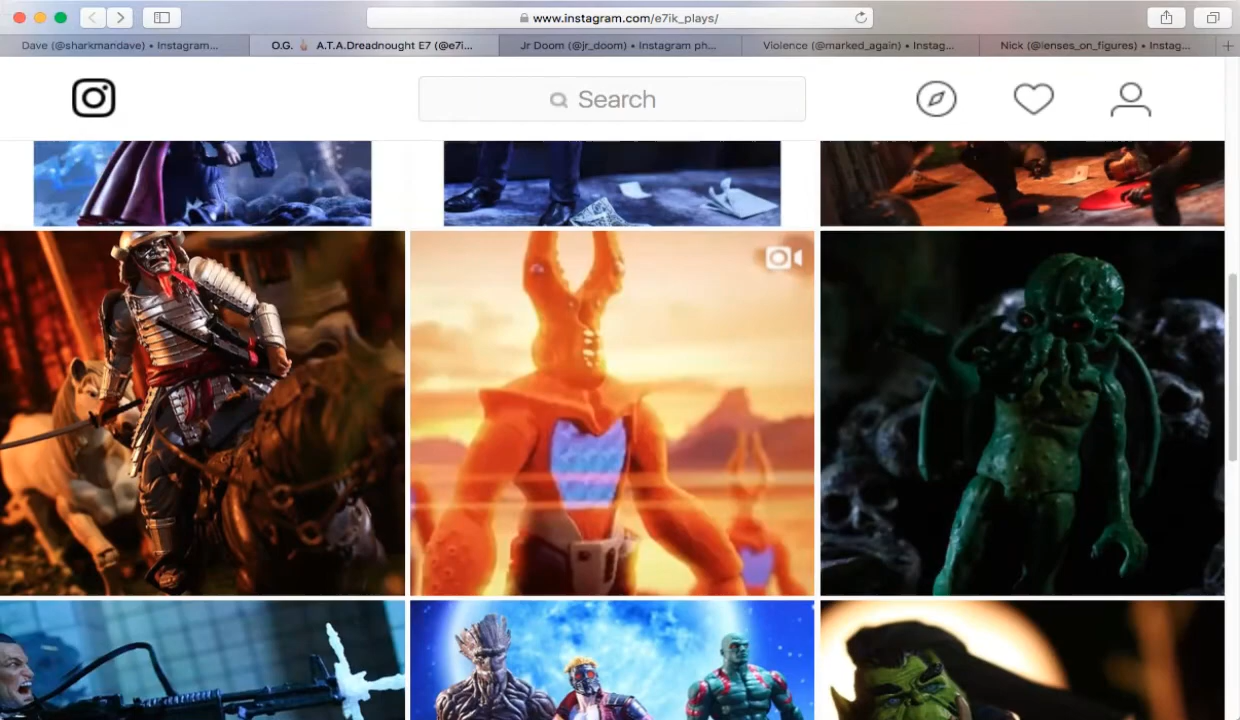 www.instagram.com/e7ik_plays/
Dave (@sharkmandave) • Instagram...
O.G. ☝🏻 A.T.A.Dreadnought E7 (@e7i...
Jr Doom (@jr_doom) • Instagram ph...
Violence (@marked_again) • Instag...
Nick (@lenses_on_figures) • Instag...
Search